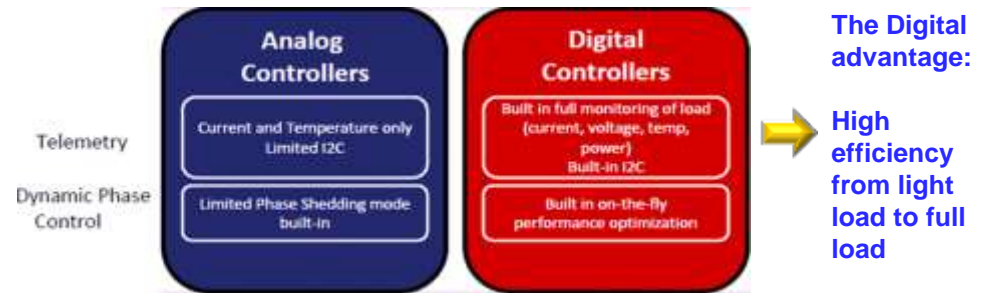 Analog
Controllers
Digital
Controllers
The Digital
advantage:
Telemetry
Current and Temperature only
Limited I2C
Built in full monitoring of load
(current, voltage, temp,
power)
Built-in I2C
High
efficiency
from light
load to full
load
Dynamic Phase
Control
Limited Phase Shedding mode
built-in
Built in on-the-fly
performance optimization